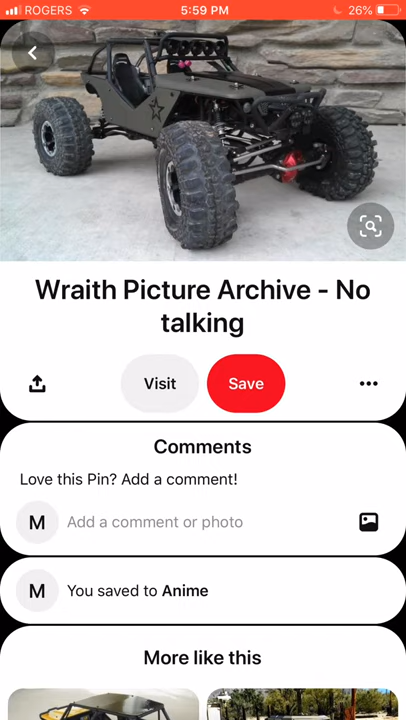 ROGERS 5:59 PM 26%
Wraith Picture Archive - No
talking
Visit Save
Comments
Love this Pin? Add a comment!
M Add a comment or photo
M You saved to Anime
More like this